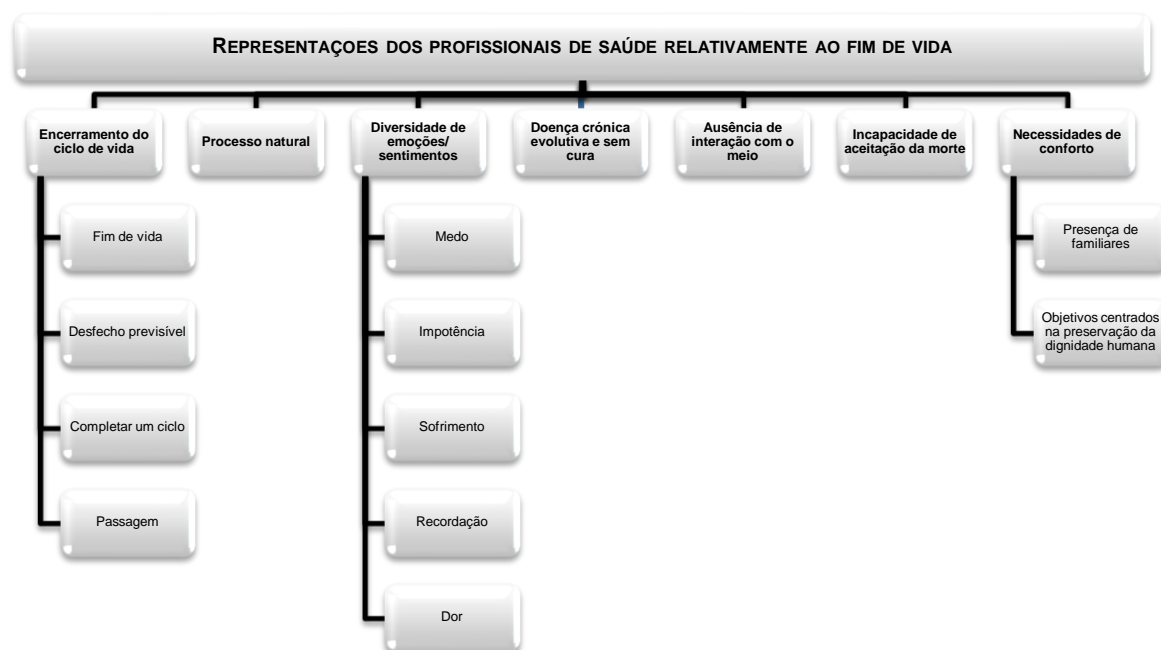 REPRESENTAÇOES DOS PROFISSIONAIS DE SAÚDE RELATIVAMENTE AO FIM DE VIDA
Encerramento do
ciclo de vida
Processo natural
Diversidade de
emoções/
sentimentos
Doença crónica
evolutiva e sem
cura
Ausência de
interação com o
meio
Incapacidade de
aceitação da morte
Necessidades de
conforto
Fim de vida
Desfecho previsível
Completar um ciclo
Passagem
Medo
Impotência
Sofrimento
Recordação
Dor
Presença de
familiares
Objetivos centrados
na preservação da
dignidade humana